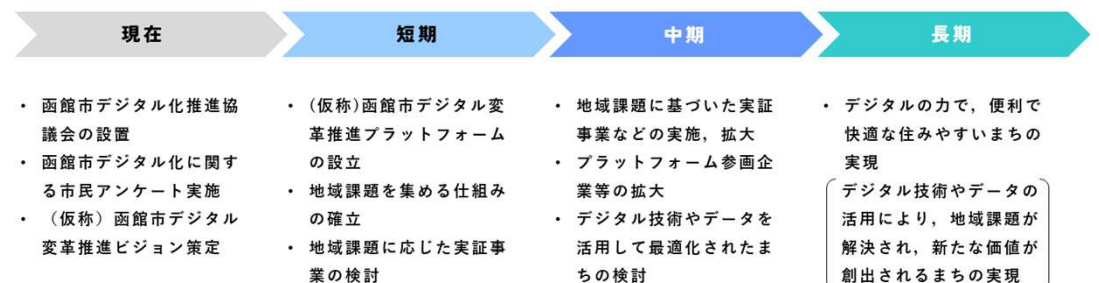 現在
短期
中期
長期
・ 函館市デジタル化推進協
議会の設置
・ 函館市デジタル化に関す
る市民アンケート実施
・ （仮称）函館市デジタル
変革推進ビジョン策定
・ (仮称)函館市デジタル変
革推進プラットフォーム
の設立
・ 地域課題を集める仕組み
の確立
・ 地域課題に応じた実証事
業の検討
・ 地域課題に基づいた実証
事業などの実施，拡大
・ プラットフォーム参画企
業等の拡大
・ デジタル技術やデータを
活用して最適化されたま
ちの検討
・ デジタルの力で，便利で
快適な住みやすいまちの
実現
デジタル技術やデータの
活用により，地域課題が
解決され，新たな価値が
創出されるまちの実現